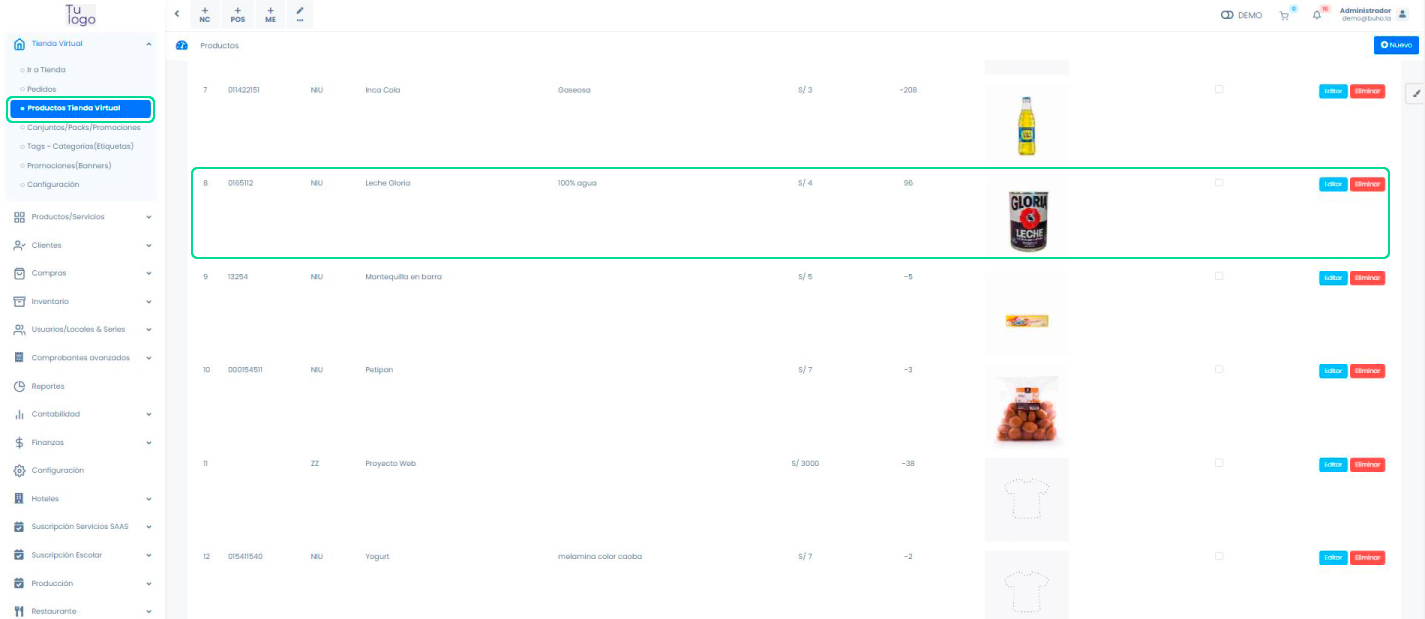 Tu
logo
+
NC
+
POS
+
ME
...
DEMO
0
16
Administrador
demo@buho.la
Tienda Virtual
Ir a Tienda
Pedidos
Productos Tienda Virtual
Conjuntos/Packs/Promociones
Tags - Categorias(Etiquetas)
Promociones(Banners)
Configuración
Productos/Servicios
Clientes
Compras
Inventario
Usuarios/Locales & Series
Comprobantes avanzados
Reportes
Contabilidad
Finanzas
Configuración
Hoteles
Suscripción Servicios SAAS
Suscripción Escolar
Producción
Restaurante
Productos
Nuevo
7 011422151 NIU Inca Cola Gaseosa S/ 3 -208 Editar Eliminar
8 0165112 NIU Leche Gloria 100% agua S/ 4 96 Editar Eliminar
GLORIA
LECHE
9 13254 NIU Mantequilla en barra S/ 5 -5 Editar Eliminar
10 000154511 NIU Petipan S/ 7 -3 Editar Eliminar
11 ZZ Proyecto Web S/ 3000 -38 Editar Eliminar
12 015411540 NIU Yogurt melamina color caoba S/ 7 -2 Editar Eliminar